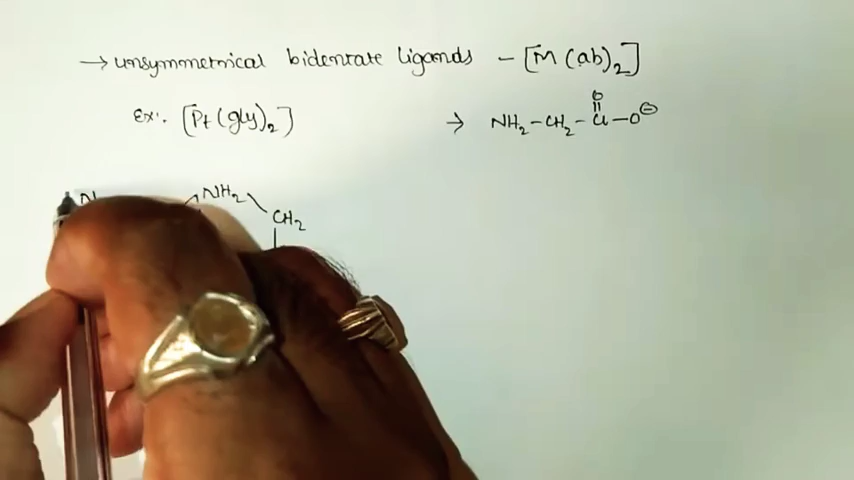 → unsymmetrical bidentate ligands - [M(ab)₂]
Ex:. [Pt(gly)₂] → NH₂-CH₂-C-O⊖
O
NH₂
CH₂